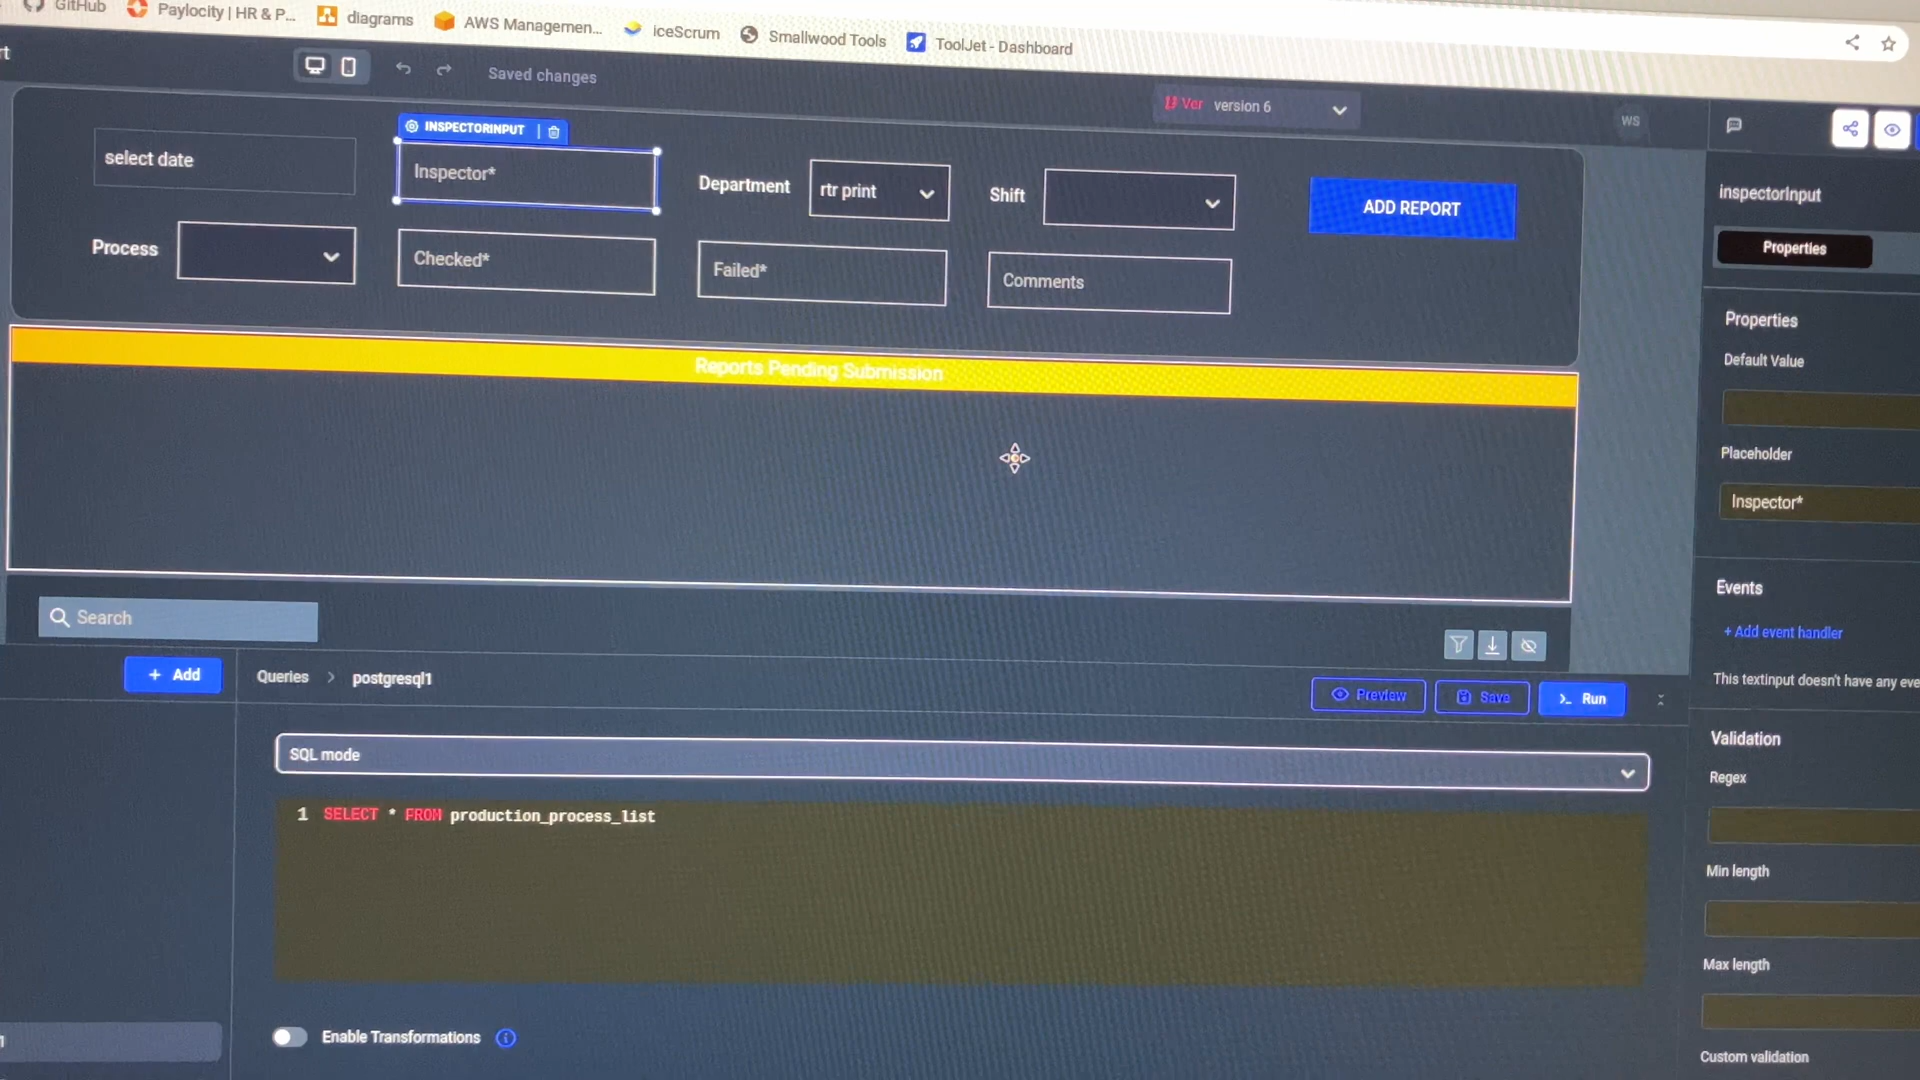 GitHub
Paylocity | HR & P...
diagrams
AWS Managemen...
iceScrum
Smallwood Tools
ToolJet - Dashboard
Saved changes
Ver version 6
WS
INSPECTORINPUT
select date
Inspector*
Department
rtr print
Shift
ADD REPORT
Process
Checked*
Failed*
Comments
Reports Pending Submission
Search
+ Add
Queries > postgresql1
Preview
Save
Run
SQL mode
1 SELECT * FROM production_process_list
Enable Transformations
inspectorInput
Properties
Properties
Default Value
Placeholder
Inspector*
Events
+ Add event handler
This textinput doesn't have any eve
Validation
Regex
Min length
Max length
Custom validation